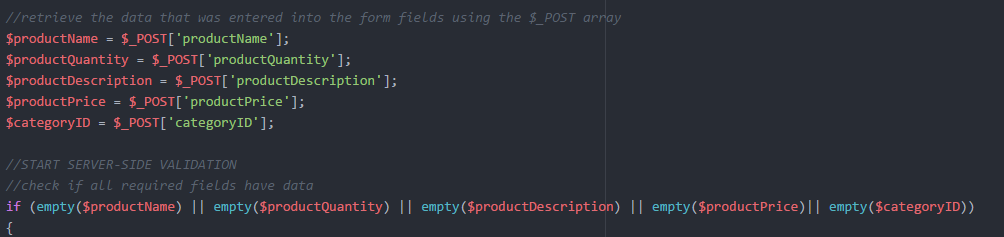 //retrieve the data that was entered into the form fields using the $_POST array
$productName = $_POST['productName'];
$productQuantity = $_POST['productQuantity'];
$productDescription = $_POST['productDescription'];
$productPrice = $_POST['productPrice'];
$categoryID = $_POST['categoryID'];

//START SERVER-SIDE VALIDATION
//check if all required fields have data
if (empty($productName) || empty($productQuantity) || empty($productDescription) || empty($productPrice)|| empty($categoryID))
{